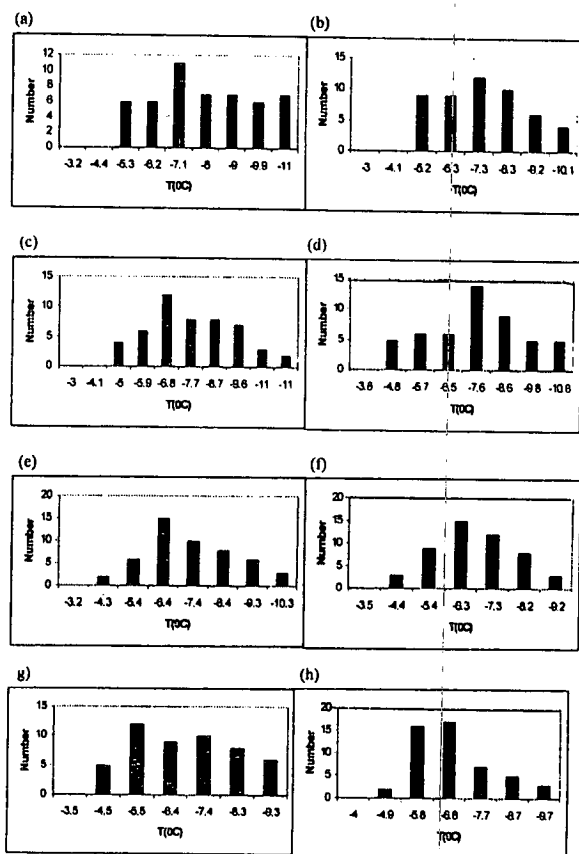 (a)
12
10
8
6
4
2
0
Number
-3.2 -4.4 -5.3 -6.2 -7.1 -8 -9 -9.9 -11
T(0C)
(b)
15
10
5
0
Number
-3 -4.1 -5.2 -6.3 -7.3 -8.3 -9.2 -10.1
T(0C)
(c)
15
10
5
0
Number
-3 -4.1 -5 -5.9 -6.8 -7.7 -8.7 -9.6 -11 -11
T(0C)
(d)
15
10
5
0
Number
-3.8 -4.8 -5.7 -6.5 -7.6 -8.6 -9.8 -10.8
T(0C)
(e)
20
15
10
5
0
Number
-3.2 -4.3 -5.4 -6.4 -7.4 -8.4 -9.3 -10.3
T(0C)
(f)
20
15
10
5
0
Number
-3.5 -4.4 -5.4 -6.3 -7.3 -8.2 -9.2
T(0C)
g)
15
10
5
0
Number
-3.5 -4.5 -5.5 -6.4 -7.4 -8.3 -9.3
T(0C)
(h)
20
15
10
5
0
Number
-4 -4.9 -5.8 -6.8 -7.7 -8.7 -9.7
T(0C)